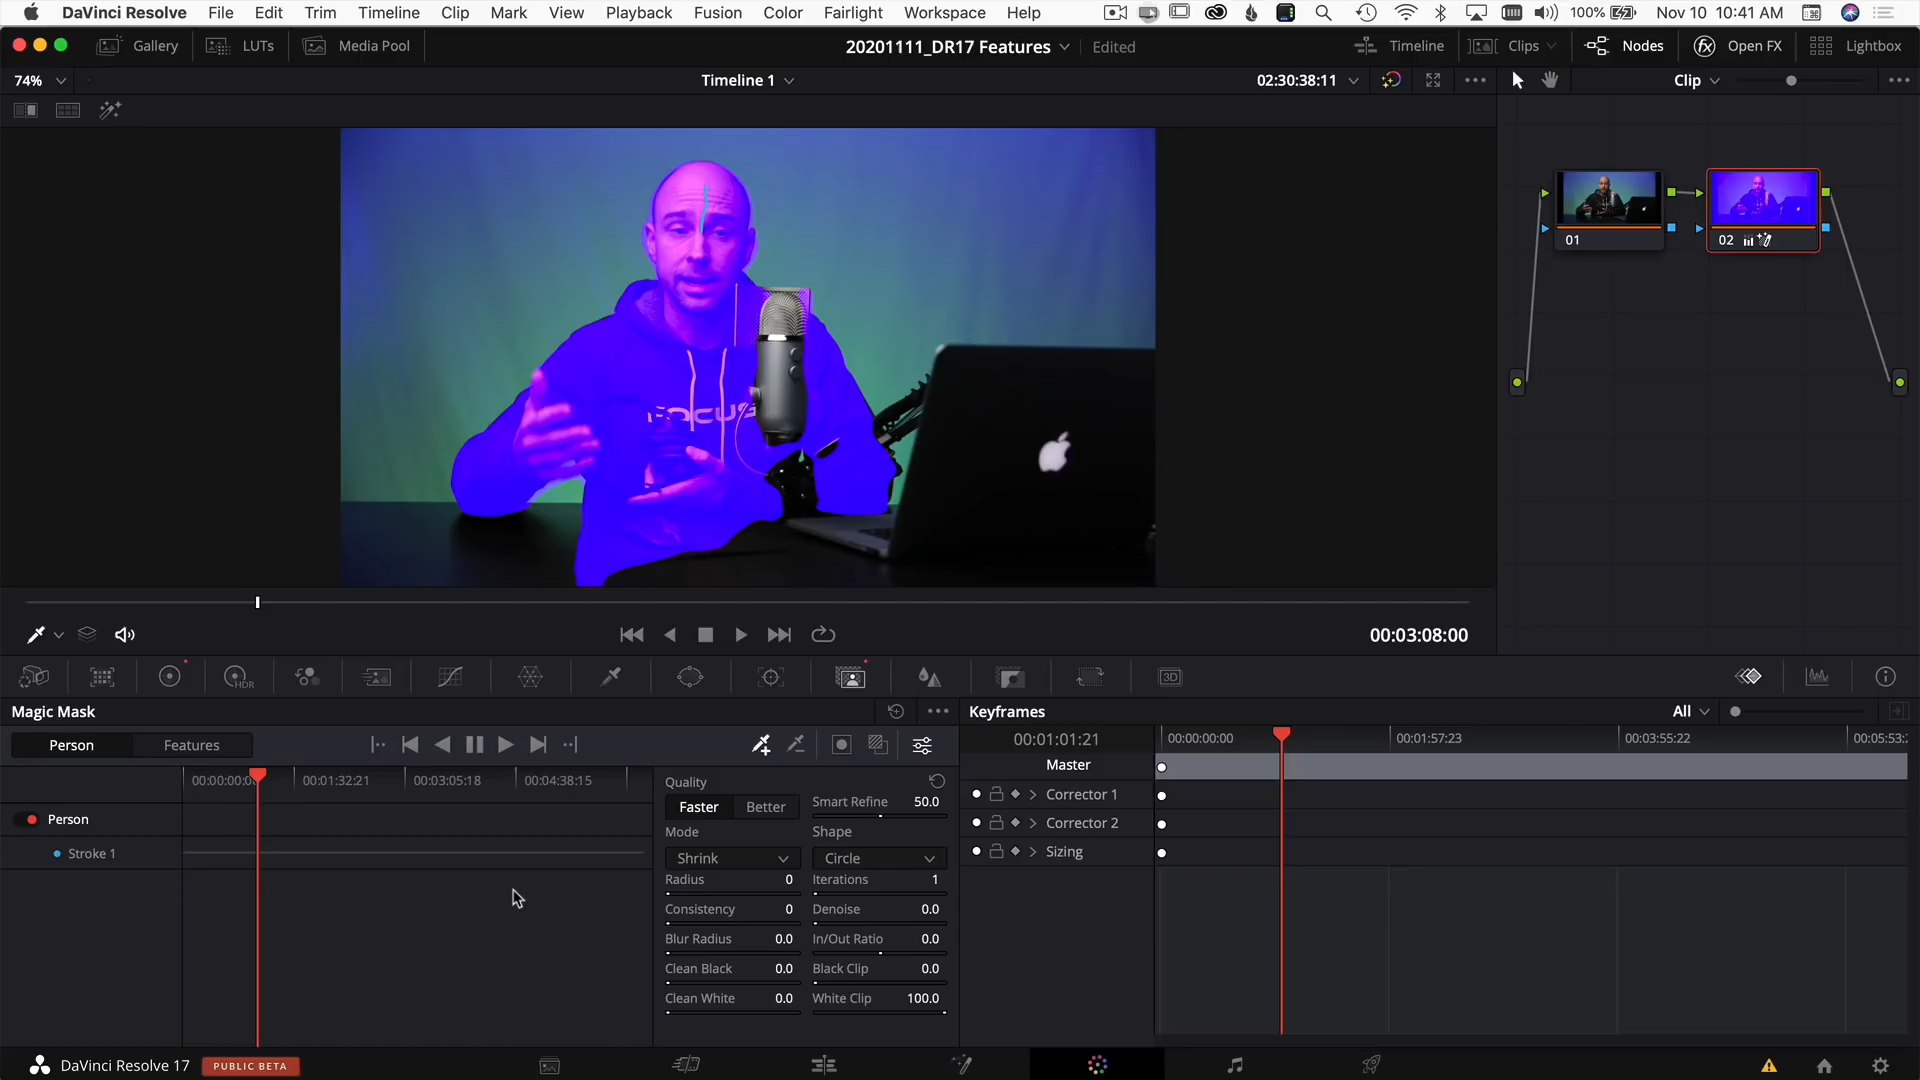 DaVinci Resolve File Edit Trim Timeline Clip Mark View Playback Fusion Color Fairlight Workspace Help 100% Nov 10 10:41 AM
Gallery LUTs Media Pool 20201111_DR17 Features Edited Timeline Clips Nodes Open FX Lightbox
74% Timeline 1 02:30:38:11 Clip
FOCUS
01 02
00:03:08:00
HDR 3D
Magic Mask Keyframes All
Person Features 00:01:01:21 00:00:00:00 00:01:57:23 00:03:55:22 00:05:53:2
00:00:00:0 00:01:32:21 00:03:05:18 00:04:38:15 Quality Master
Faster Better Smart Refine 50.0 Corrector 1
Person Mode Shape Corrector 2
Stroke 1 Shrink Circle Sizing
Radius 0 Iterations 1
Consistency 0 Denoise 0.0
Blur Radius 0.0 In/Out Ratio 0.0
Clean Black 0.0 Black Clip 0.0
Clean White 0.0 White Clip 100.0
DaVinci Resolve 17 PUBLIC BETA